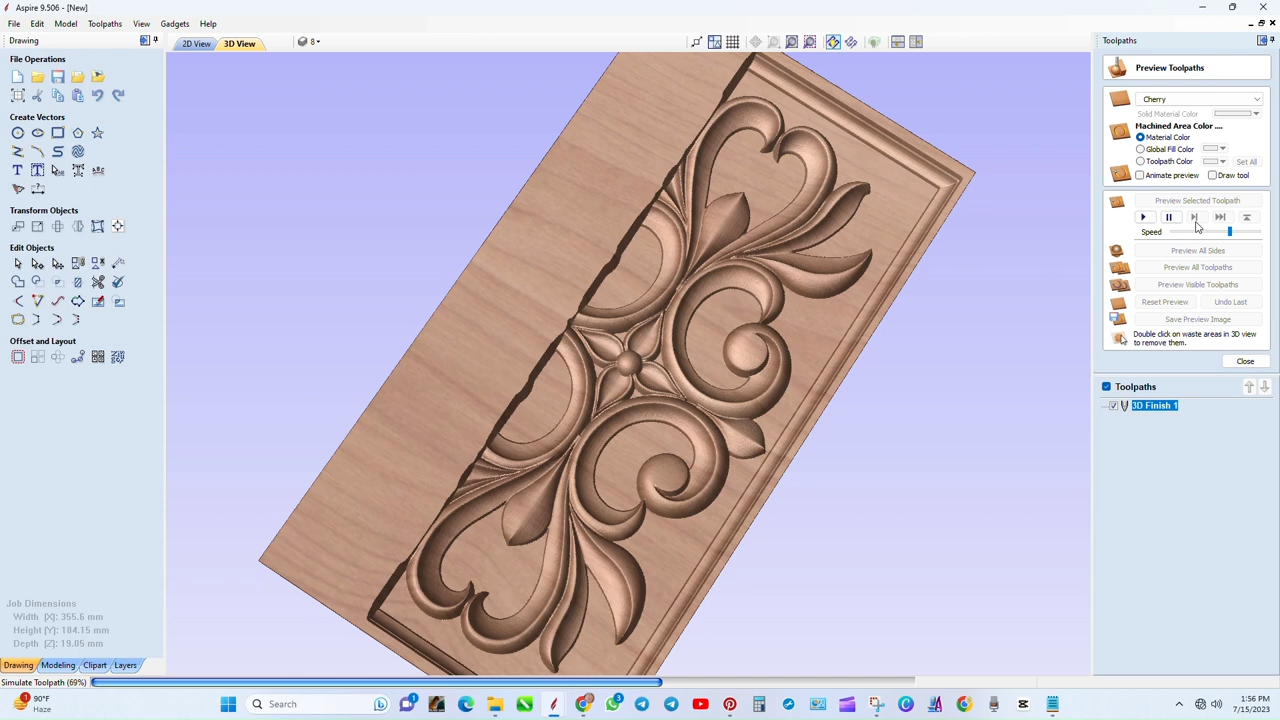 Aspire 9.506 - [New]
File Edit Model Toolpaths View Gadgets Help
Drawing
2D View 3D View 8
Toolpaths
File Operations
Preview Toolpaths
Cherry
Solid Material Color
Create Vectors
Machined Area Color ....
Material Color
Global Fill Color
Toolpath Color Set All
Animate preview Draw tool
Preview Selected Toolpath
Transform Objects
Speed
Edit Objects
Preview All Sides
Preview All Toolpaths
Preview Visible Toolpaths
Reset Preview Undo Last
Save Preview Image
Double click on waste areas in 3D view
to remove them.
Offset and Layout
Close
Toolpaths
3D Finish 1
Job Dimensions
Width (X): 355.6 mm
Height (Y): 184.15 mm
Depth (Z): 19.05 mm
Drawing Modeling Clipart Layers
Simulate Toolpath (69%)
90°F
Haze
Search
1
3
1:56 PM
7/15/2023